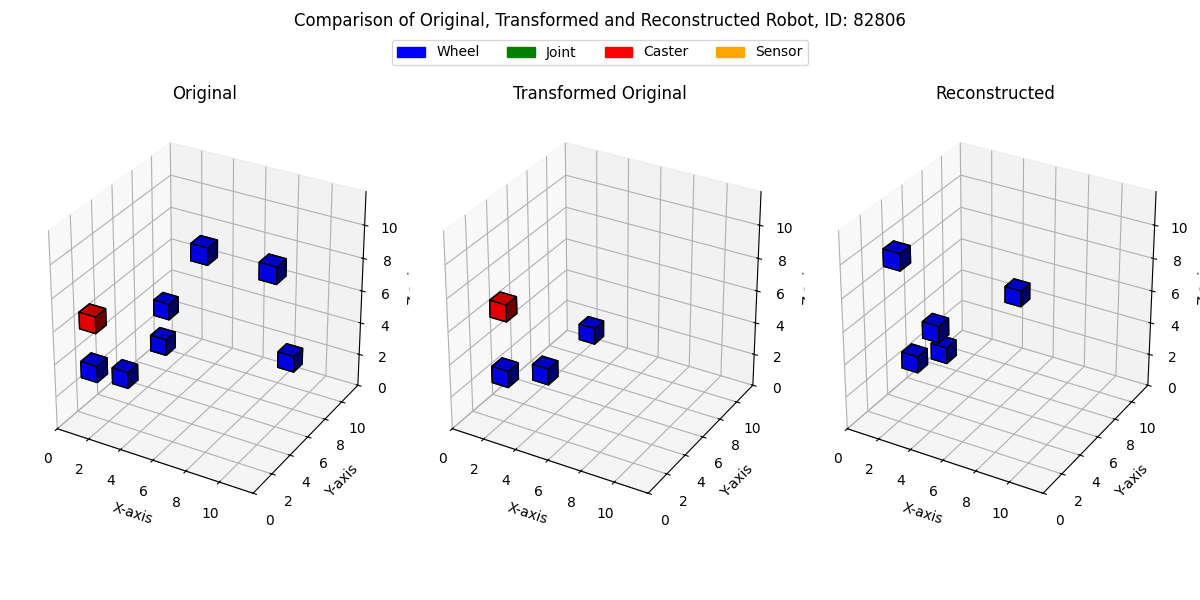 Comparison of Original, Transformed and Reconstructed Robot, ID: 82806
Wheel Joint Caster Sensor
Original
Transformed Original
Reconstructed
0 2 4 6 8 10
X-axis
0 2 4 6 8 10
Y-axis
0 2 4 6 8 10
0 2 4 6 8 10
X-axis
0 2 4 6 8 10
Y-axis
0 2 4 6 8 10
0 2 4 6 8 10
X-axis
0 2 4 6 8 10
Y-axis
0 2 4 6 8 10